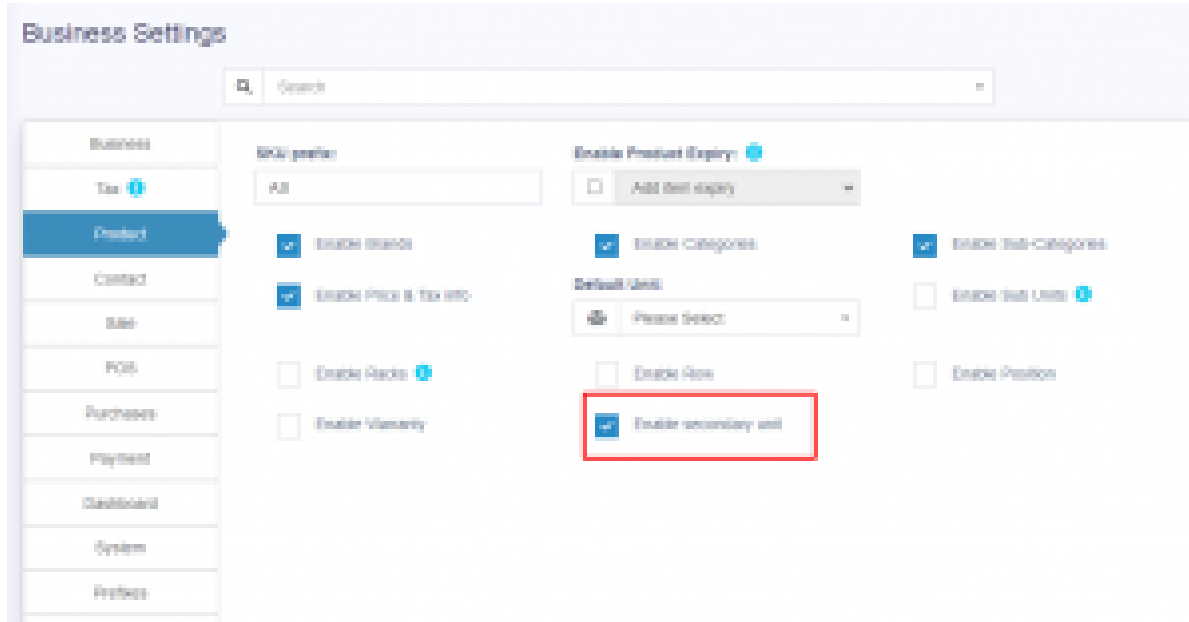 Business Settings
Search
Business
Tax
Product
Contact
Sale
POS
Purchases
Payment
Dashboard
System
Prefixes
SKU prefix:
Enable Product Expiry:
Add item expiry
Enable Brands
Enable Categories
Enable Sub-Categories
Enable Price & Tax info
Default Unit:
Please Select
Enable Sub Units
Enable Racks
Enable Row
Enable Position
Enable Warranty
Enable secondary unit